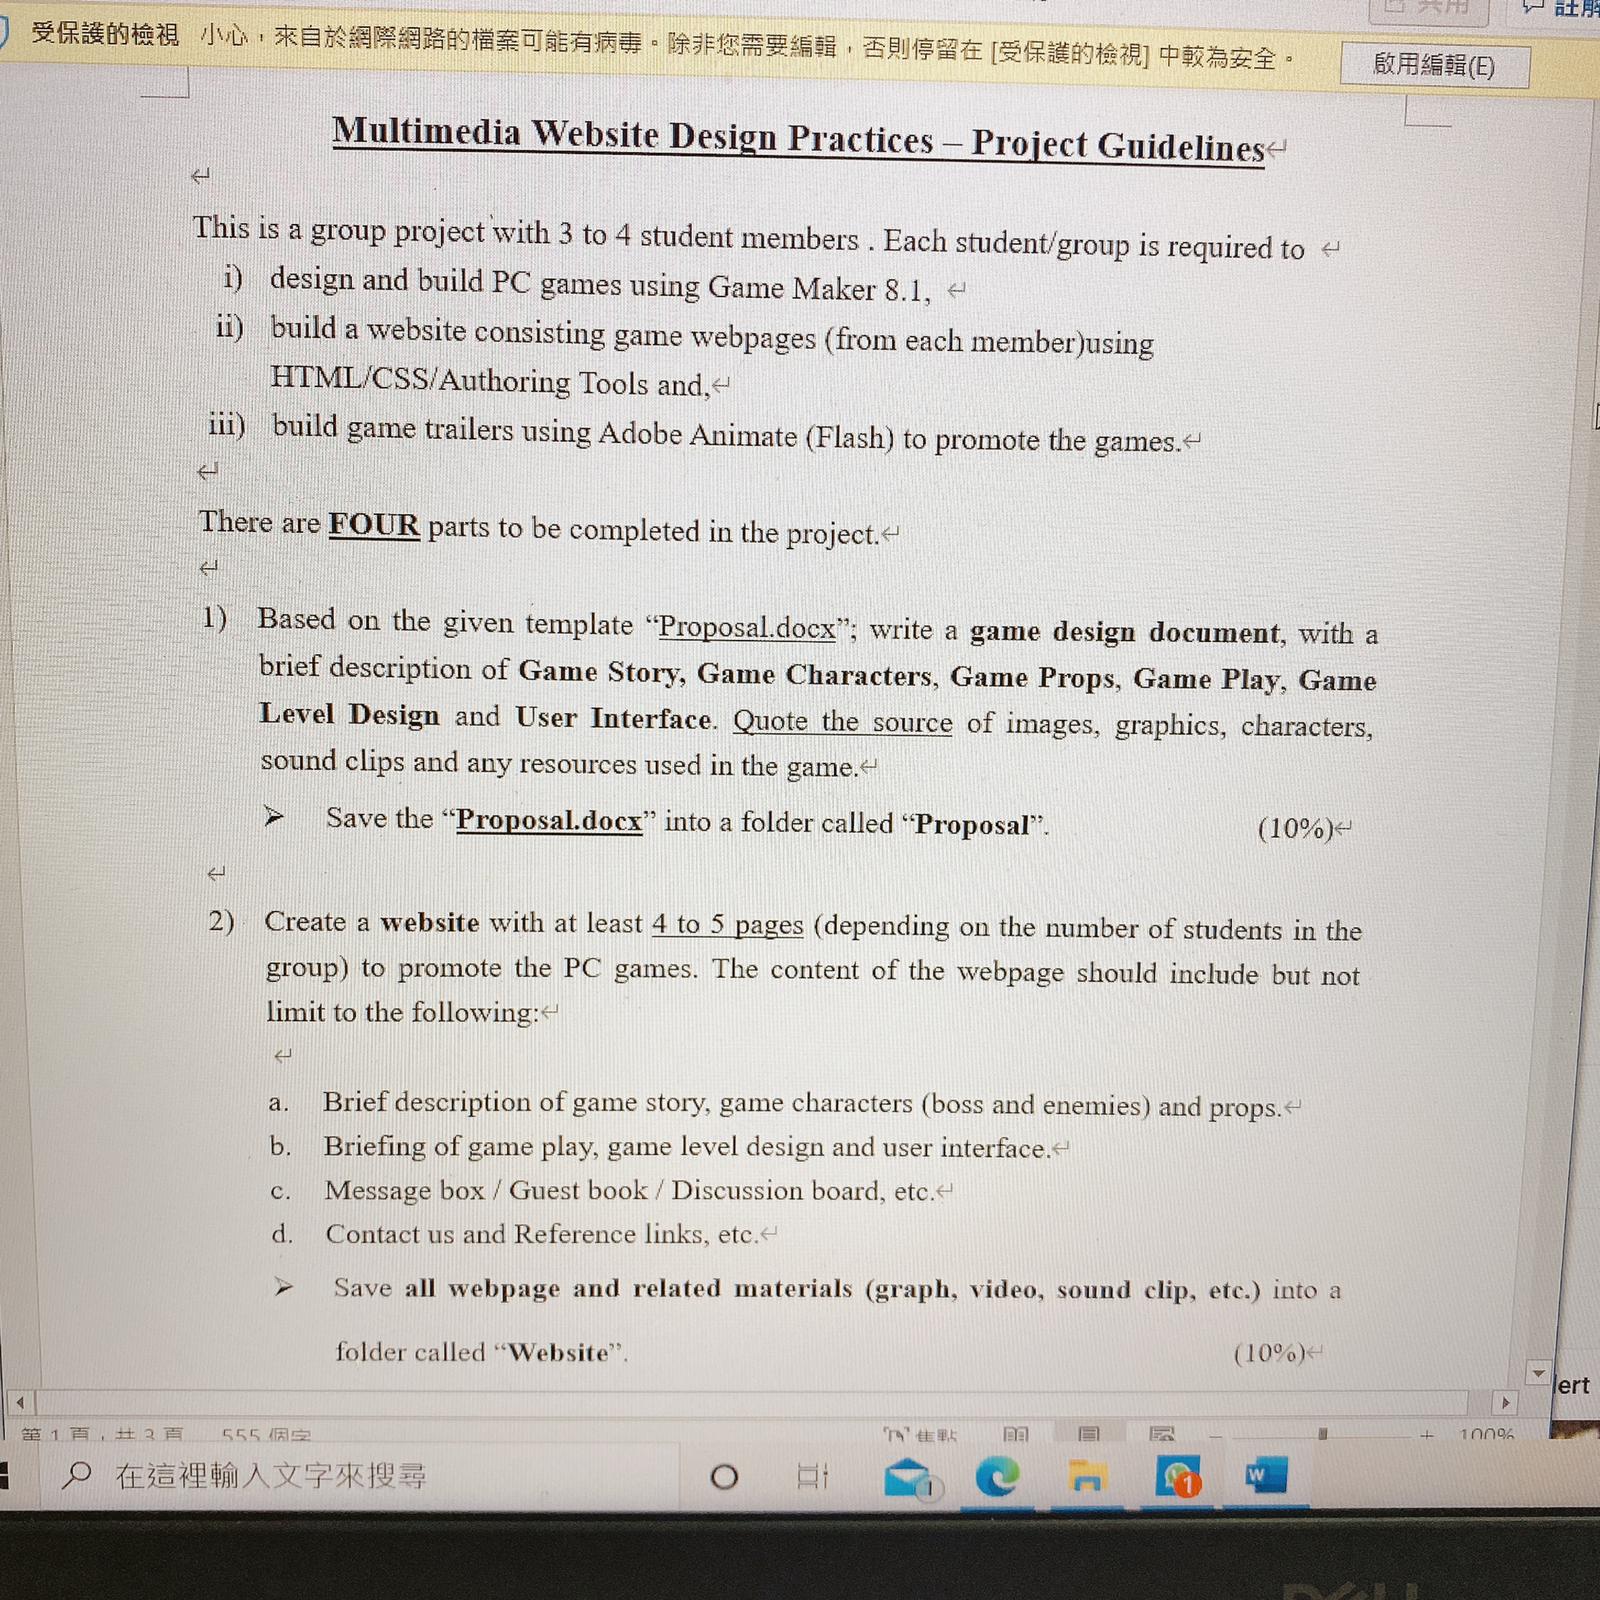 受保護的檢視 小心，來自於網際網路的檔案可能有病毒。除非您需要編輯，否則停留在 [受保護的檢視] 中較為安全。 啟用編輯(E)
Multimedia Website Design Practices – Project Guidelines
This is a group project with 3 to 4 student members . Each student/group is required to
i) design and build PC games using Game Maker 8.1,
ii) build a website consisting game webpages (from each member)using
HTML/CSS/Authoring Tools and,
iii) build game trailers using Adobe Animate (Flash) to promote the games.
There are FOUR parts to be completed in the project.
1) Based on the given template “Proposal.docx”; write a game design document, with a
brief description of Game Story, Game Characters, Game Props, Game Play, Game
Level Design and User Interface. Quote the source of images, graphics, characters,
sound clips and any resources used in the game.
➢ Save the “Proposal.docx” into a folder called “Proposal”. (10%)
2) Create a website with at least 4 to 5 pages (depending on the number of students in the
group) to promote the PC games. The content of the webpage should include but not
limit to the following:
a. Brief description of game story, game characters (boss and enemies) and props.
b. Briefing of game play, game level design and user interface.
c. Message box / Guest book / Discussion board, etc.
d. Contact us and Reference links, etc.
➢ Save all webpage and related materials (graph, video, sound clip, etc.) into a
folder called “Website”. (10%)
ert
第 1 頁，共 3 頁 555 個字 焦點 100%
在這裡輸入文字來搜尋 1 1 W